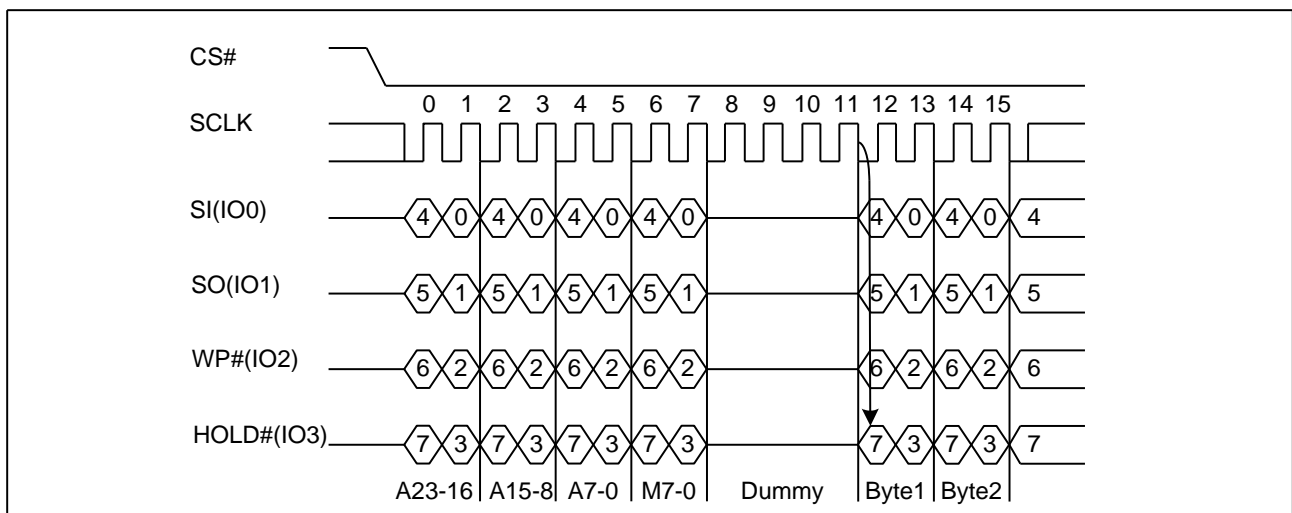 CS#
0 1 2 3 4 5 6 7 8 9 10 11 12 13 14 15
SCLK
SI(IO0) 4 0 4 0 4 0 4 0 4 0 4 0 4
SO(IO1) 5 1 5 1 5 1 5 1 5 1 5 1 5
WP#(IO2) 6 2 6 2 6 2 6 2 6 2 6 2 6
HOLD#(IO3) 7 3 7 3 7 3 7 3 7 3 7 3 7
A23-16 A15-8 A7-0 M7-0 Dummy Byte1 Byte2